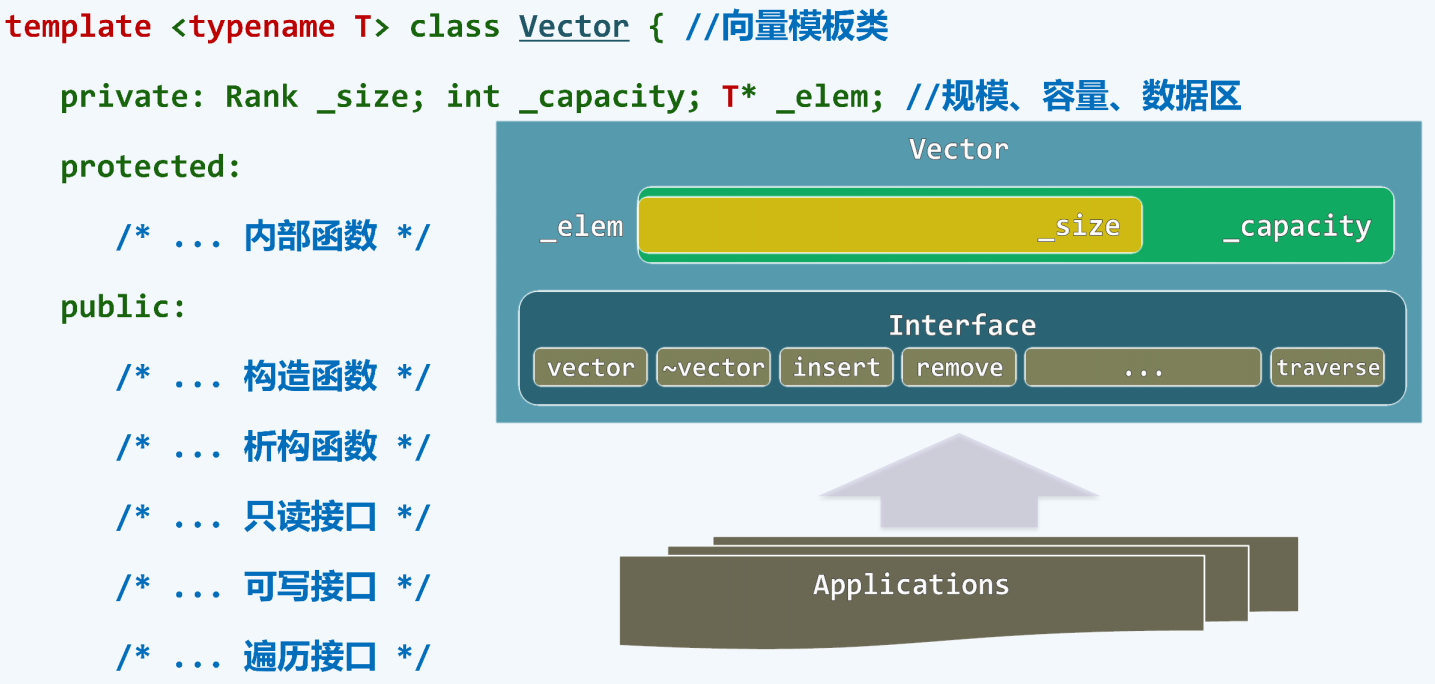 template <typename T> class Vector { //向量模板类
private: Rank _size; int _capacity; T* _elem; //规模、容量、数据区
protected:
/* ... 内部函数 */
public:
/* ... 构造函数 */
/* ... 析构函数 */
/* ... 只读接口 */
/* ... 可写接口 */
/* ... 遍历接口 */
Vector
_elem _size _capacity
Interface
vector ~vector insert remove ... traverse
Applications